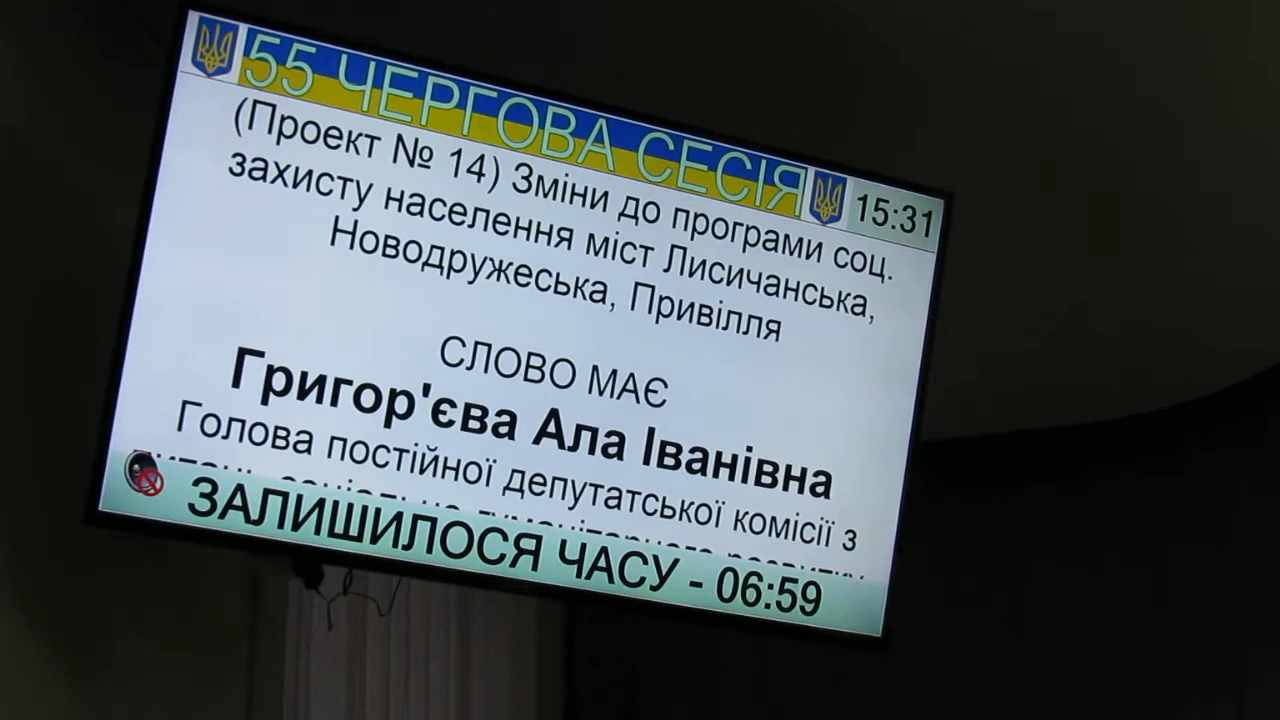 55 ЧЕРГОВА СЕСІЯ
15:31
(Проект № 14) Зміни до програми соц.
захисту населення міст Лисичанська,
Новодружеська, Привілля
СЛОВО МАЄ
Григор'єва Ала Іванівна
Голова постійної депутатської комісії з
ЗАЛИШИЛОСЯ ЧАСУ - 06:59